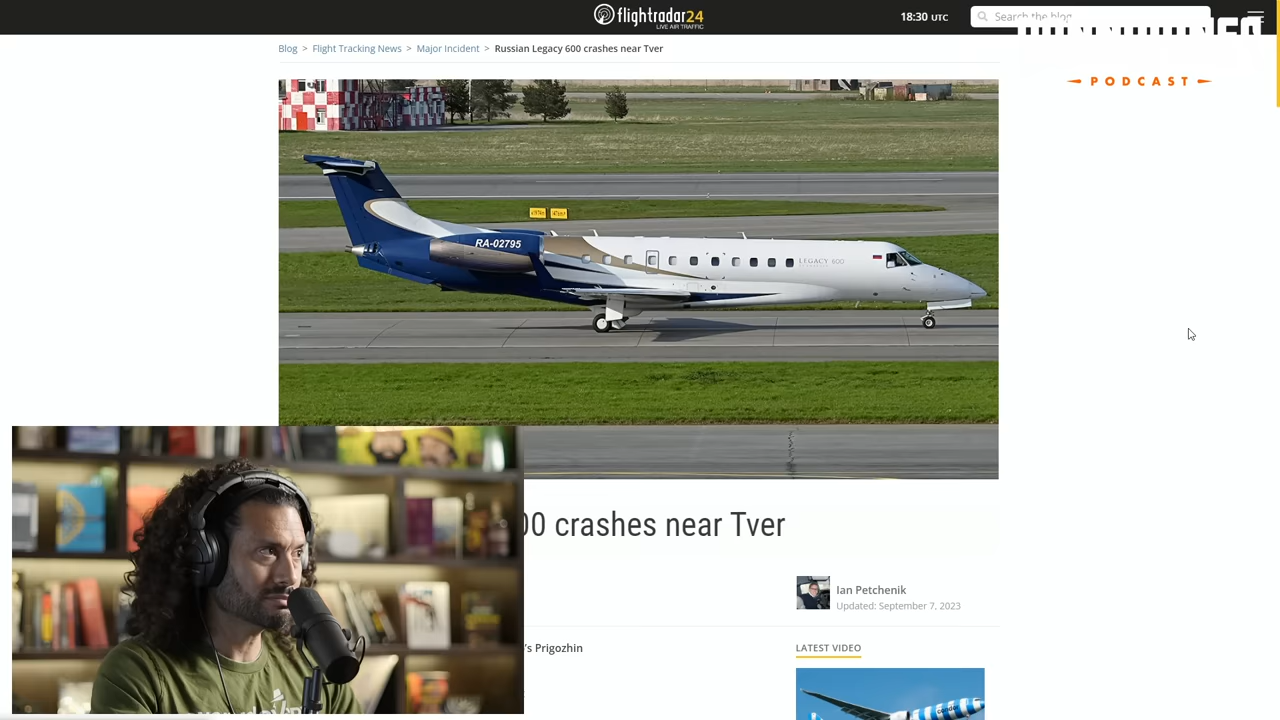 flightradar24
LIVE AIR TRAFFIC
18:30 UTC
Search the blog
PODCAST
Blog > Flight Tracking News > Major Incident > Russian Legacy 600 crashes near Tver
RA-02795
LEGACY 600
00 crashes near Tver
Ian Petchenik
Updated: September 7, 2023
's Prigozhin
LATEST VIDEO
condor